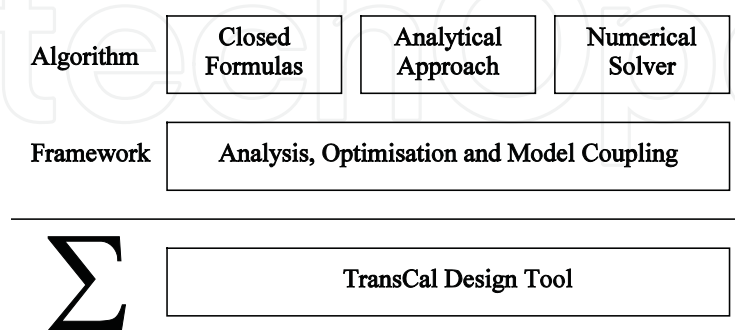 Algorithm
Closed
Formulas
Analytical
Approach
Numerical
Solver
Framework
Analysis, Optimisation and Model Coupling
Σ
TransCal Design Tool